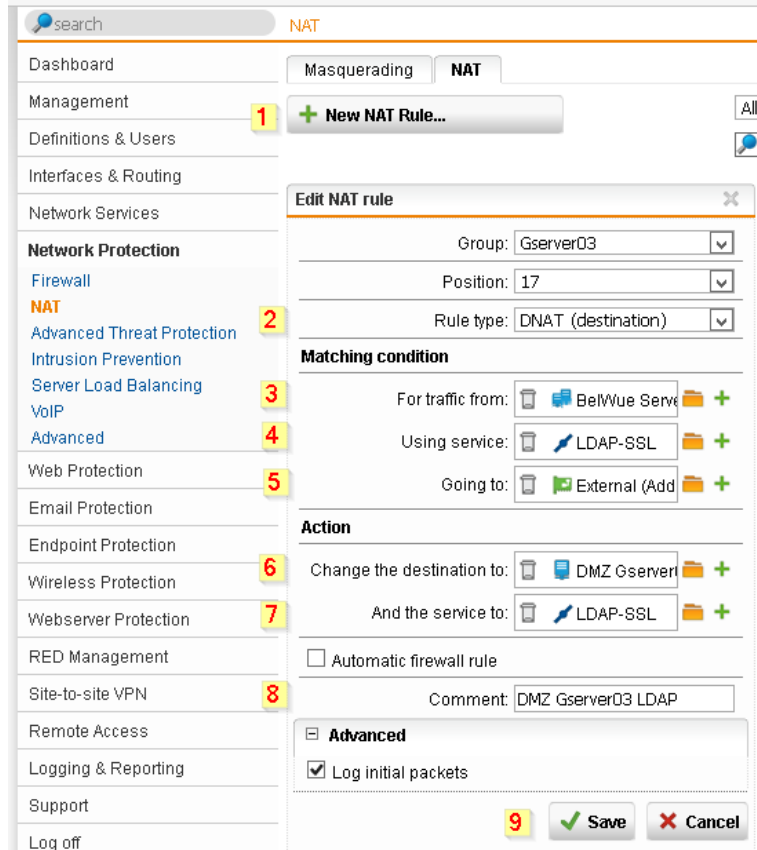 search
NAT
Dashboard
Management
Definitions & Users
Interfaces & Routing
Network Services
Network Protection
Firewall
NAT
Advanced Threat Protection
Intrusion Prevention
Server Load Balancing
VoIP
Advanced
Web Protection
Email Protection
Endpoint Protection
Wireless Protection
Webserver Protection
RED Management
Site-to-site VPN
Remote Access
Logging & Reporting
Support
Log off
Masquerading NAT
1 New NAT Rule... All
Edit NAT rule
Group: Gserver03
Position: 17
2 Rule type: DNAT (destination)
Matching condition
3 For traffic from: BelWue Serve
4 Using service: LDAP-SSL
5 Going to: External (Add
Action
6 Change the destination to: DMZ Gserver
7 And the service to: LDAP-SSL
Automatic firewall rule
8 Comment: DMZ Gserver03 LDAP
Advanced
Log initial packets
9 Save Cancel